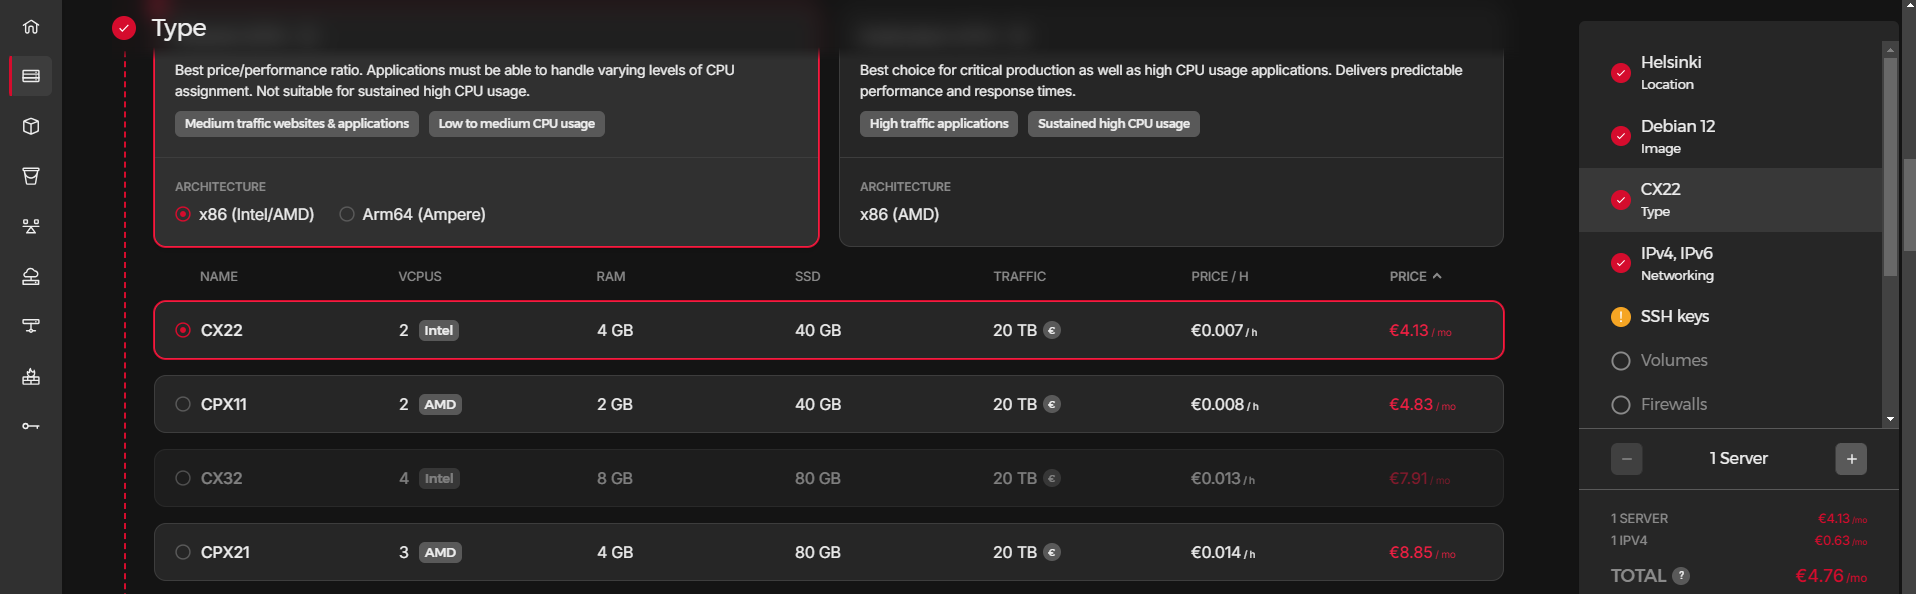 Type
Best price/performance ratio. Applications must be able to handle varying levels of CPU
assignment. Not suitable for sustained high CPU usage.
Medium traffic websites & applications
Low to medium CPU usage
ARCHITECTURE
x86 (Intel/AMD)
Arm64 (Ampere)
Best choice for critical production as well as high CPU usage applications. Delivers predictable
performance and response times.
High traffic applications
Sustained high CPU usage
ARCHITECTURE
x86 (AMD)
NAME VCPUS RAM SSD TRAFFIC PRICE / H PRICE
CX22 2 Intel 4 GB 40 GB 20 TB € €0.007 / h €4.13 / mo
CPX11 2 AMD 2 GB 40 GB 20 TB € €0.008 / h €4.83 / mo
CX32 4 Intel 8 GB 80 GB 20 TB € €0.013 / h €7.91 / mo
CPX21 3 AMD 4 GB 80 GB 20 TB € €0.014 / h €8.85 / mo
Helsinki
Location
Debian 12
Image
CX22
Type
IPv4, IPv6
Networking
! SSH keys
Volumes
Firewalls
− 1 Server +
1 SERVER €4.13 /mo
1 IPV4 €0.63 /mo
TOTAL ? €4.76 /mo